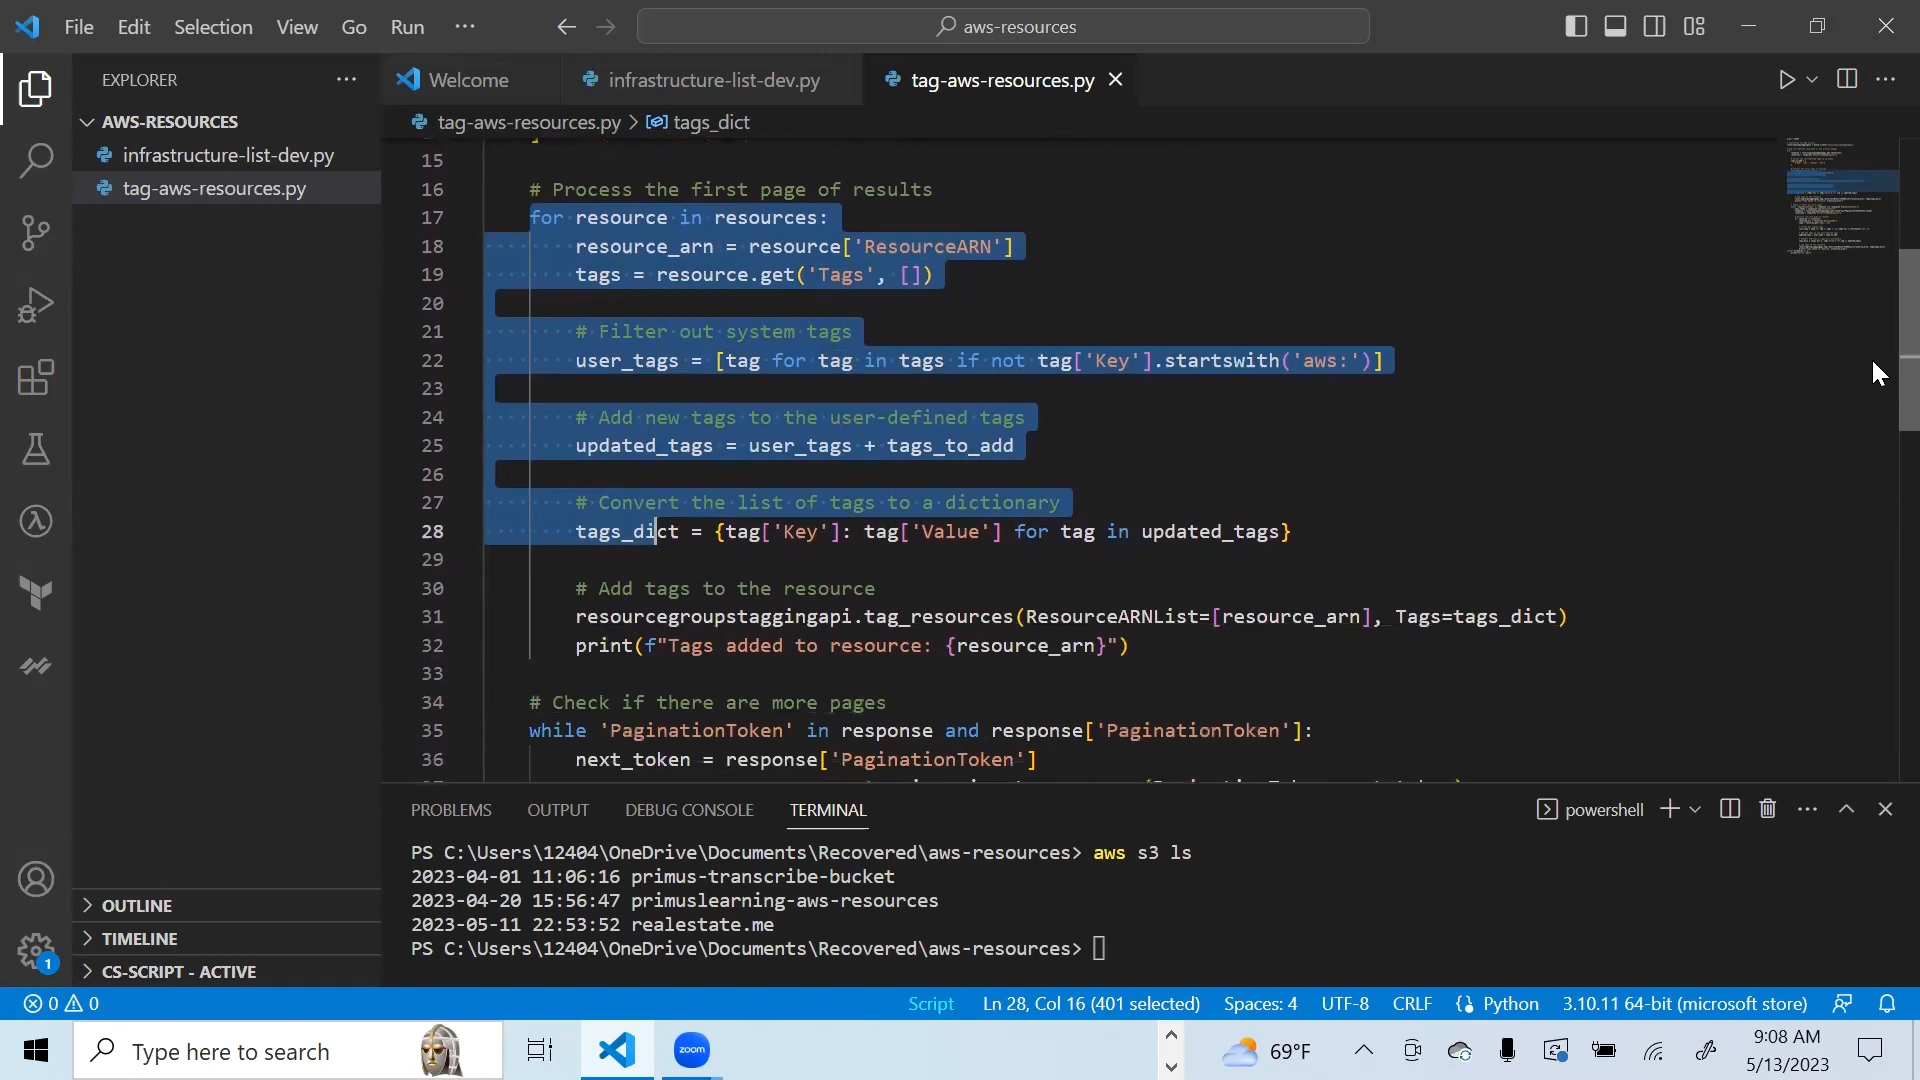 File Edit Selection View Go Run ··· aws-resources
EXPLORER ···
Welcome infrastructure-list-dev.py tag-aws-resources.py
AWS-RESOURCES
infrastructure-list-dev.py
tag-aws-resources.py
tag-aws-resources.py > tags_dict
15
16 # Process the first page of results
17 for resource in resources:
18 resource_arn = resource['ResourceARN']
19 tags = resource.get('Tags', [])
20
21 # Filter out system tags
22 user_tags = [tag for tag in tags if not tag['Key'].startswith('aws:')]
23
24 # Add new tags to the user-defined tags
25 updated_tags = user_tags + tags_to_add
26
27 # Convert the list of tags to a dictionary
28 tags_dict = {tag['Key']: tag['Value'] for tag in updated_tags}
29
30 # Add tags to the resource
31 resourcegroupstaggingapi.tag_resources(ResourceARNList=[resource_arn], Tags=tags_dict)
32 print(f"Tags added to resource: {resource_arn}")
33
34 # Check if there are more pages
35 while 'PaginationToken' in response and response['PaginationToken']:
36 next_token = response['PaginationToken']
PROBLEMS OUTPUT DEBUG CONSOLE TERMINAL powershell
PS C:\Users\12404\OneDrive\Documents\Recovered\aws-resources> aws s3 ls
2023-04-01 11:06:16 primus-transcribe-bucket
2023-04-20 15:56:47 primuslearning-aws-resources
2023-05-11 22:53:52 realestate.me
PS C:\Users\12404\OneDrive\Documents\Recovered\aws-resources>
OUTLINE
TIMELINE
CS-SCRIPT - ACTIVE
1
0 0 Script Ln 28, Col 16 (401 selected) Spaces: 4 UTF-8 CRLF Python 3.10.11 64-bit (microsoft store)
Type here to search zoom 69°F 9:08 AM
5/13/2023